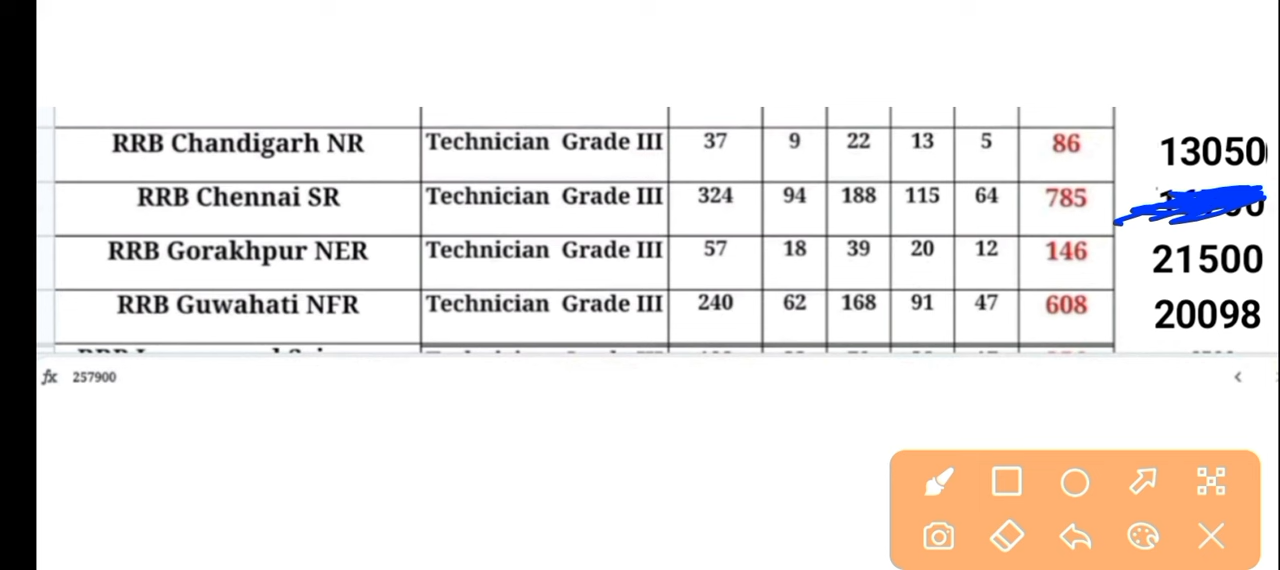 RRB Chandigarh NR Technician Grade III 37 9 22 13 5 86 13050
RRB Chennai SR Technician Grade III 324 94 188 115 64 785
RRB Gorakhpur NER Technician Grade III 57 18 39 20 12 146 21500
RRB Guwahati NFR Technician Grade III 240 62 168 91 47 608 20098
fx 257900